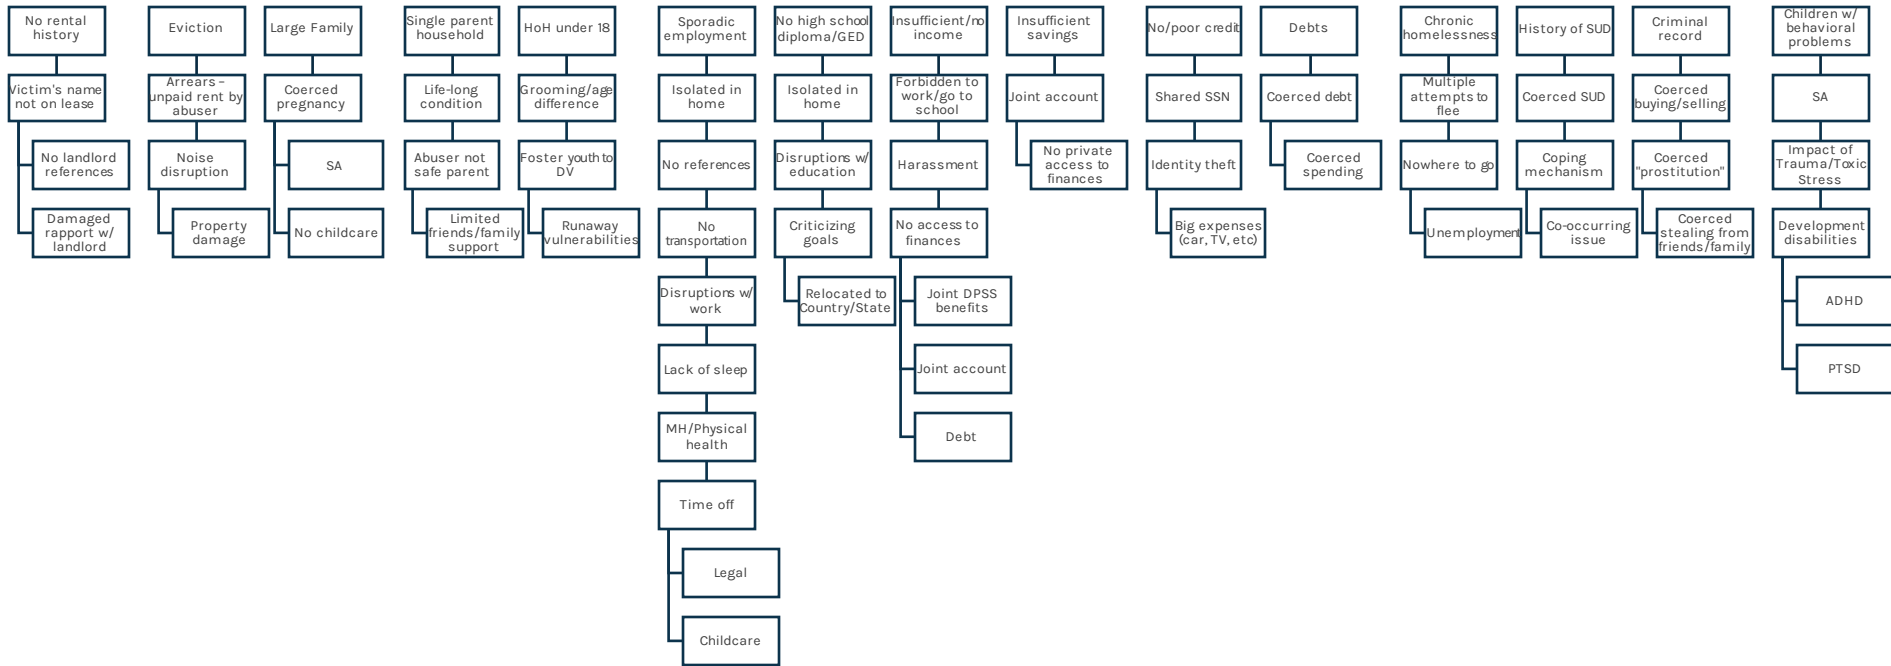 No rental
history
Victim's name
not on lease
No landlord
references
Damaged
rapport w/
landlord
Eviction
Arrears –
unpaid rent by
abuser
Noise
disruption
Property
damage
Large Family
Coerced
pregnancy
SA
No childcare
Single parent
household
Life-long
condition
Abuser not
safe parent
Limited
friends/family
support
HoH under 18
Grooming/age
difference
Foster youth to
DV
Runaway
vulnerabilities
Sporadic
employment
Isolated in
home
No references
No
transportation
Disruptions w/
work
Lack of sleep
MH/Physical
health
Time off
Legal
Childcare
No high school
diploma/GED
Isolated in
home
Disruptions w/
education
Criticizing
goals
Relocated to
Country/State
Insufficient/no
income
Forbidden to
work/go to
school
Harassment
No access to
finances
Joint DPSS
benefits
Joint account
Debt
Insufficient
savings
Joint account
No private
access to
finances
No/poor credit
Shared SSN
Identity theft
Big expenses
(car, TV, etc)
Debts
Coerced debt
Coerced
spending
Chronic
homelessness
Multiple
attempts to
flee
Nowhere to go
Unemployment
History of SUD
Coerced SUD
Coping
mechanism
Co-occurring
issue
Criminal
record
Coerced
buying/selling
Coerced
"prostitution"
Coerced
stealing from
friends/family
Children w/
behavioral
problems
SA
Impact of
Trauma/Toxic
Stress
Development
disabilities
ADHD
PTSD